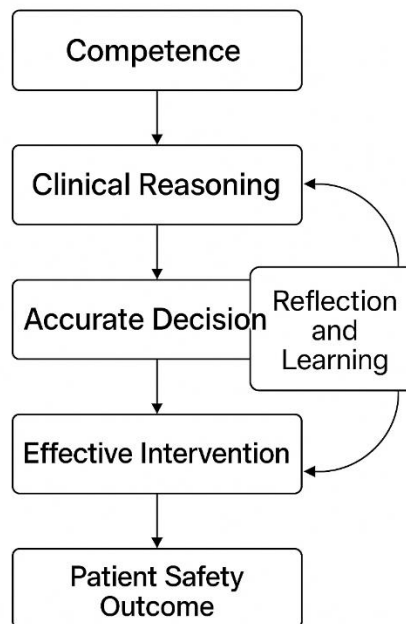 Competence
Clinical Reasoning
Accurate Decision
Reflection
and
Learning
Effective Intervention
Patient Safety
Outcome